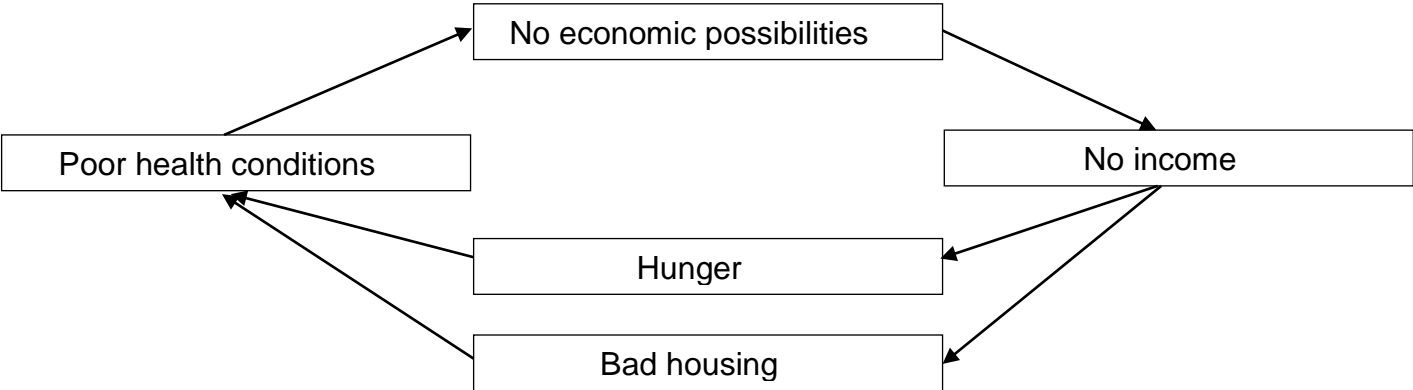 No economic possibilities
Poor health conditions
No income
Hunger
Bad housing